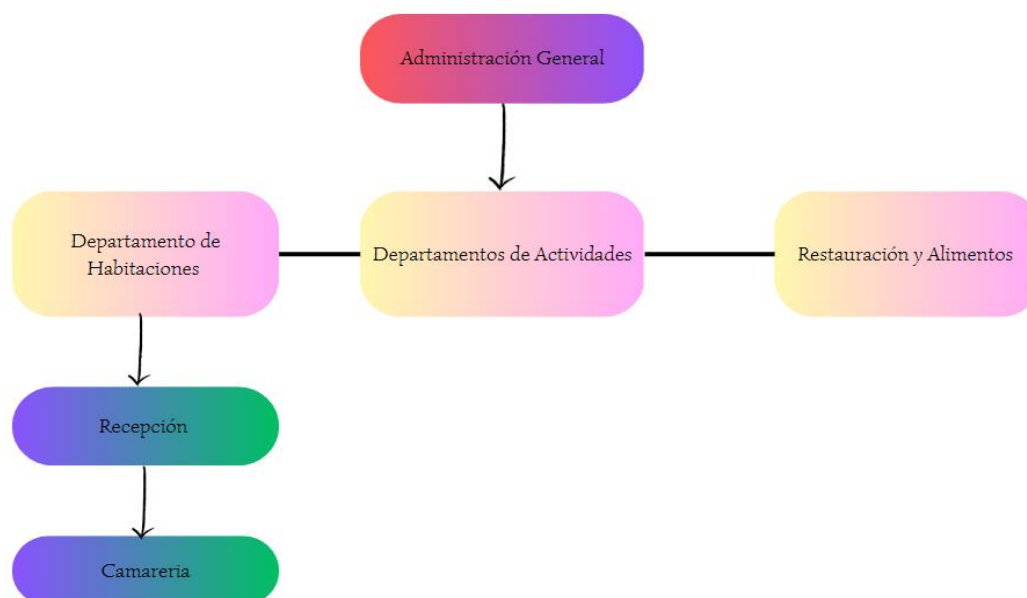 Administración General
Departamento de
Habitaciones
Departamentos de Actividades
Restauración y Alimentos
Recepción
Camareria